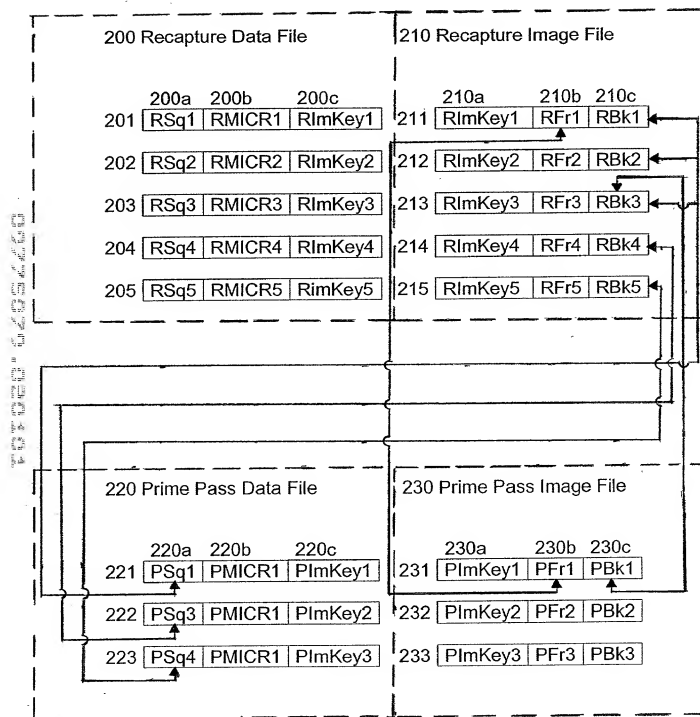 200 Recapture Data File
200a 200b 200c
201 RSq1 RMICR1 RImKey1
202 RSq2 RMICR2 RImKey2
203 RSq3 RMICR3 RImKey3
204 RSq4 RMICR4 RImKey4
205 RSq5 RMICR5 RimKey5
210 Recapture Image File
210a 210b 210c
211 RImKey1 RFr1 RBk1
212 RImKey2 RFr2 RBk2
213 RImKey3 RFr3 RBk3
214 RImKey4 RFr4 RBk4
215 RImKey5 RFr5 RBk5
220 Prime Pass Data File
220a 220b 220c
221 PSq1 PMICR1 PImKey1
222 PSq3 PMICR1 PImKey2
223 PSq4 PMICR1 PImKey3
230 Prime Pass Image File
230a 230b 230c
231 PImKey1 PFr1 PBk1
232 PImKey2 PFr2 PBk2
233 PImKey3 PFr3 PBk3